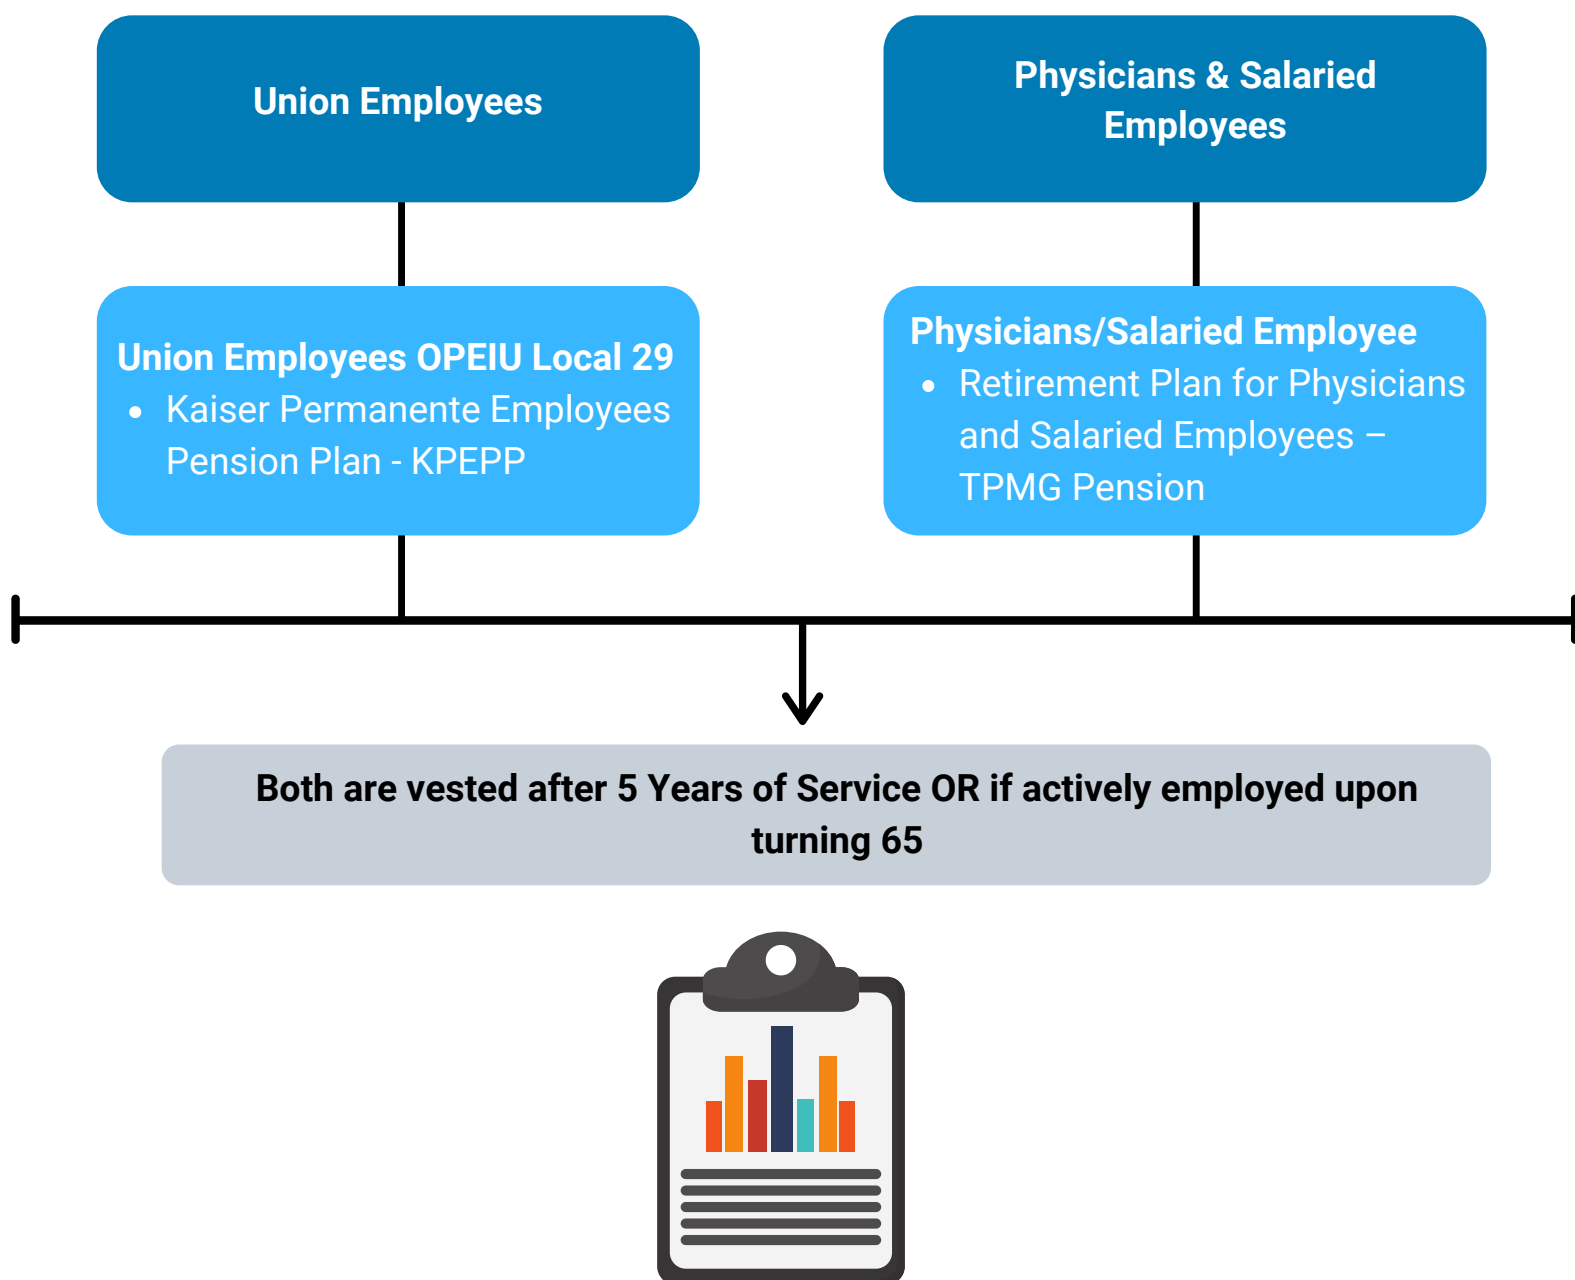 Union Employees
Physicians & Salaried
Employees
Union Employees OPEIU Local 29
• Kaiser Permanente Employees
Pension Plan - KPEPP
Physicians/Salaried Employee
• Retirement Plan for Physicians
and Salaried Employees –
TPMG Pension
Both are vested after 5 Years of Service OR if actively employed upon
turning 65